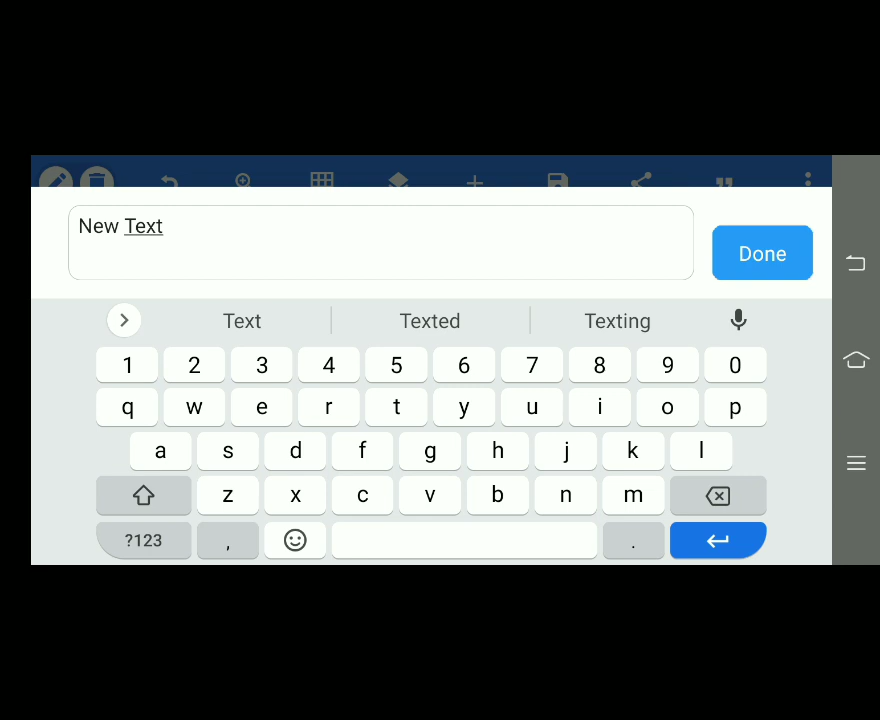 New Text
Done
Text Texted Texting
1 2 3 4 5 6 7 8 9 0
q w e r t y u i o p
a s d f g h j k l
z x c v b n m
?123 , .